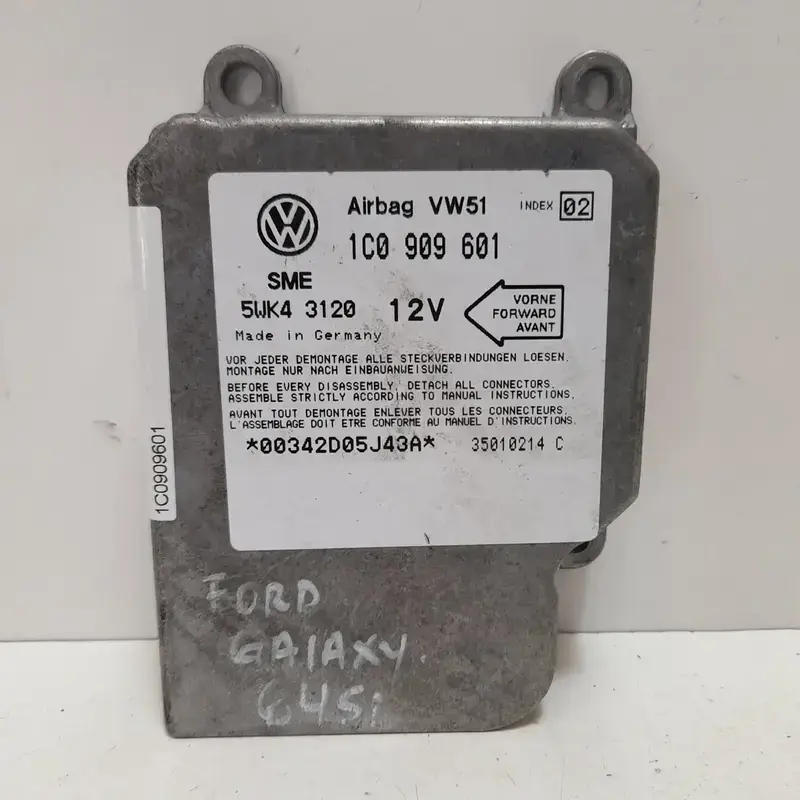 Airbag VW51 INDEX 02
1C0 909 601
SME
5WK4 3120 12V
VORNE
FORWARD
AVANT
Made in Germany
VOR JEDER DEMONTAGE ALLE STECKVERBINDUNGEN LOESEN.
MONTAGE NUR NACH EINBAUANWEISUNG.
BEFORE EVERY DISASSEMBLY, DETACH ALL CONNECTORS.
ASSEMBLE STRICTLY ACCORDING TO MANUAL INSTRUCTIONS.
AVANT TOUT DEMONTAGE ENLEVER TOUS LES CONNECTEURS.
L'ASSEMBLAGE DOIT ETRE CONFORME AU MANUEL D'INSTRUCTIONS.
*00342D05J43A* 35010214 C
1C0909601
FORD
GALAXY.